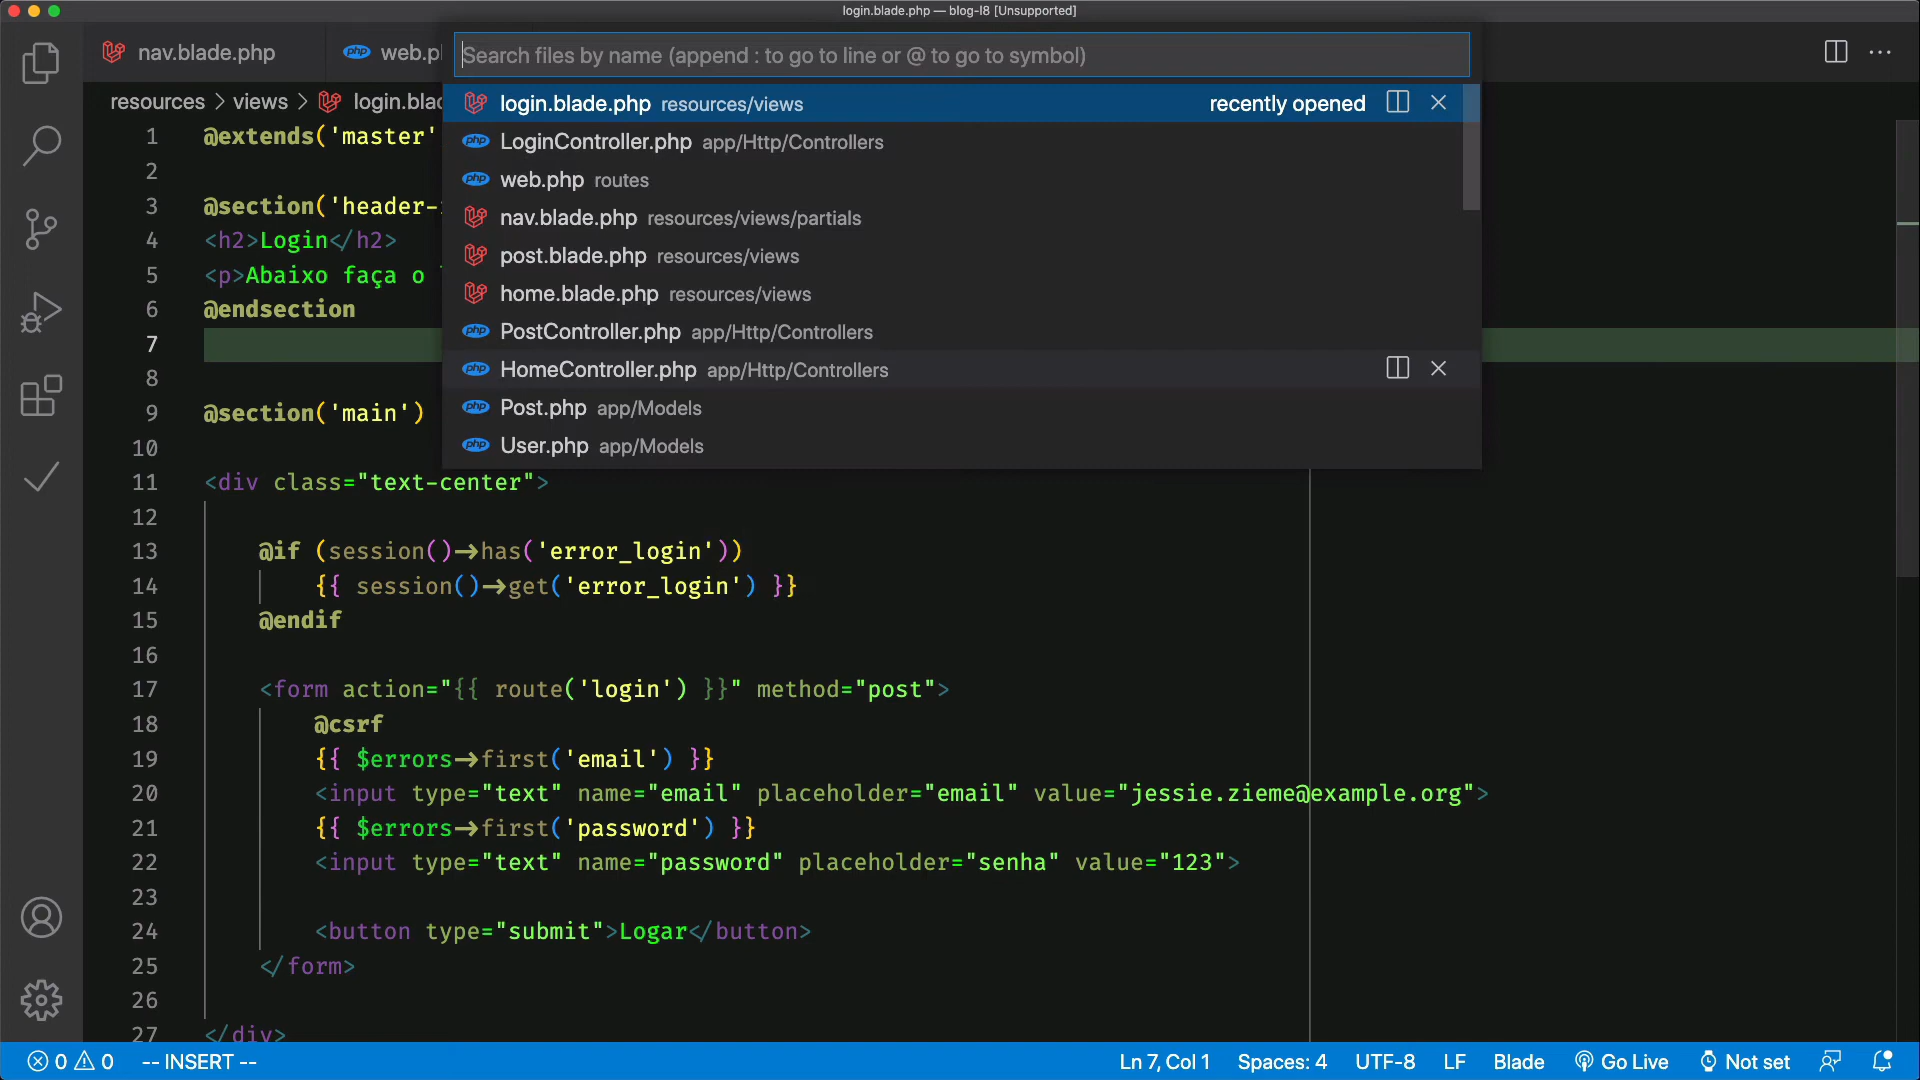 login.blade.php — blog-l8 [Unsupported]
nav.blade.php
web.p
Search files by name (append : to go to line or @ to go to symbol)
resources > views > login.bla
login.blade.php resources/views recently opened
LoginController.php app/Http/Controllers
web.php routes
nav.blade.php resources/views/partials
post.blade.php resources/views
home.blade.php resources/views
PostController.php app/Http/Controllers
HomeController.php app/Http/Controllers
Post.php app/Models
User.php app/Models
1 @extends('master'
2
3 @section('header-
4 <h2>Login</h2>
5 <p>Abaixo faça o
6 @endsection
7
8
9 @section('main')
10
11 <div class="text-center">
12
13 @if (session()->has('error_login'))
14 {{ session()->get('error_login') }}
15 @endif
16
17 <form action="{{ route('login') }}" method="post">
18 @csrf
19 {{ $errors->first('email') }}
20 <input type="text" name="email" placeholder="email" value="jessie.zieme@example.org">
21 {{ $errors->first('password') }}
22 <input type="text" name="password" placeholder="senha" value="123">
23
24 <button type="submit">Logar</button>
25 </form>
26
27 </div>
0 0 -- INSERT -- Ln 7, Col 1 Spaces: 4 UTF-8 LF Blade Go Live Not set